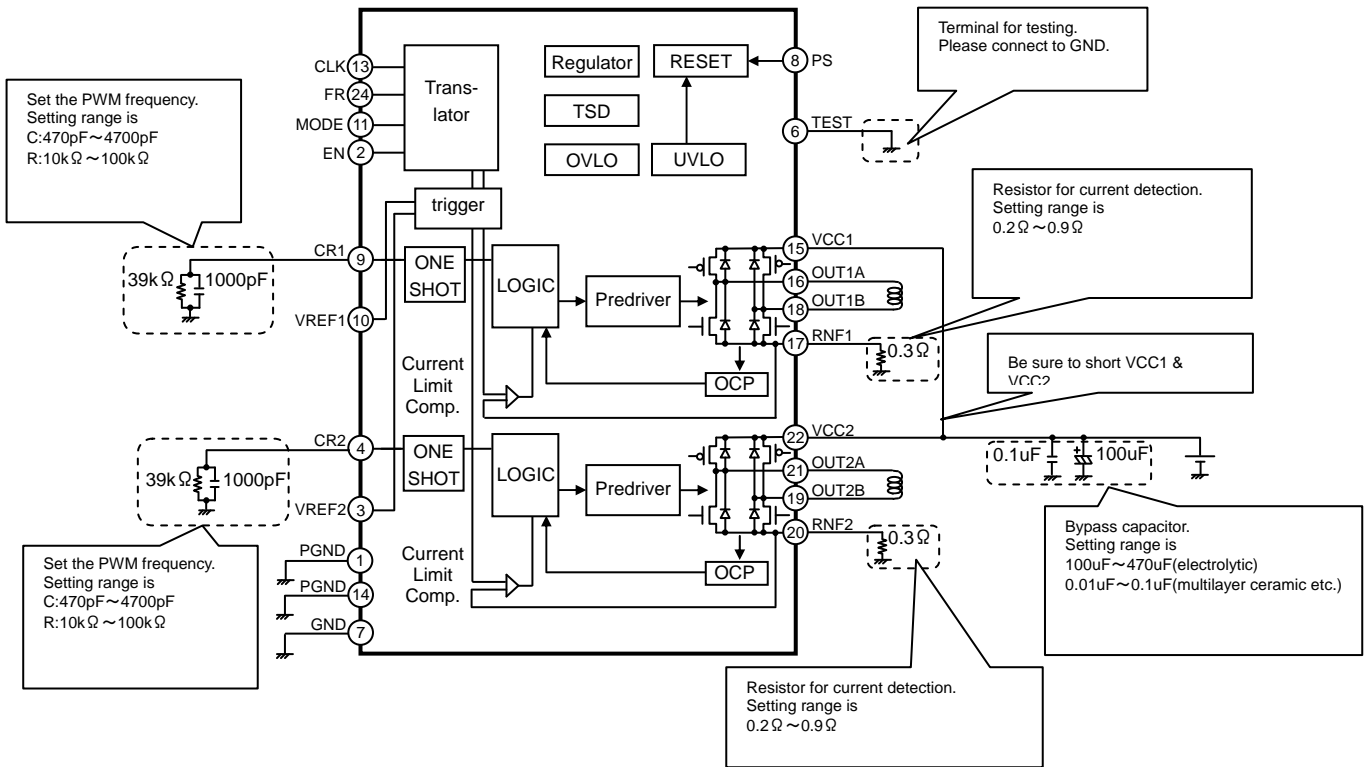 Terminal for testing.
Please connect to GND.
CLK 13
FR 24
MODE 11
EN 2
Trans-
lator
Regulator
RESET
TSD
OVLO
UVLO
8 PS
6 TEST
Set the PWM frequency.
Setting range is
C:470pF～4700pF
R:10kΩ～100kΩ
trigger
Resistor for current detection.
Setting range is
0.2Ω～0.9Ω
CR1
9
39kΩ
1000pF
VREF1 10
ONE
SHOT
LOGIC
Predriver
15 VCC1
16 OUT1A
18 OUT1B
17 RNF1
0.3Ω
OCP
Current
Limit
Comp.
Be sure to short VCC1 &
VCC2
CR2
4
39kΩ
1000pF
VREF2 3
ONE
SHOT
LOGIC
Predriver
22 VCC2
21 OUT2A
19 OUT2B
20 RNF2
0.3Ω
OCP
0.1uF
+
100uF
Current
Limit
Comp.
PGND
1
PGND
14
GND
7
Set the PWM frequency.
Setting range is
C:470pF～4700pF
R:10kΩ～100kΩ
Bypass capacitor.
Setting range is
100uF～470uF(electrolytic)
0.01uF～0.1uF(multilayer ceramic etc.)
Resistor for current detection.
Setting range is
0.2Ω～0.9Ω